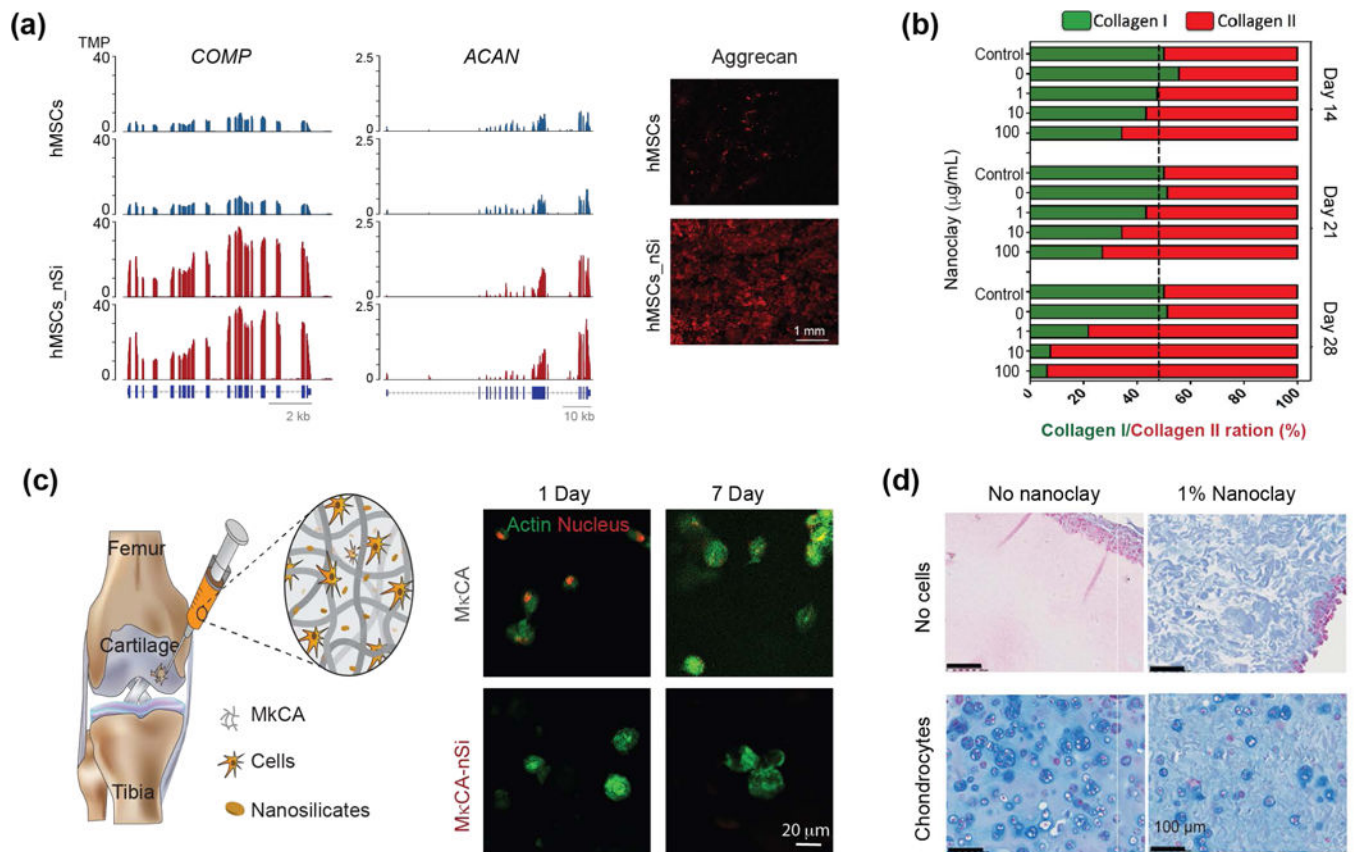 (a)
TMP
COMP
ACAN
Aggrecan
40
0
40
0
40
0
40
0
2.5
0
2.5
0
2.5
0
2.5
0
hMSCs
hMSCs_nSi
2 kb
10 kb
hMSCs
hMSCs_nSi
1 mm
(b)
Collagen I
Collagen II
Nanoclay (μg/mL)
Control
0
1
10
100
Day 14
Control
0
1
10
100
Day 21
Control
0
1
10
100
Day 28
0 20 40 60 80 100
Collagen I/Collagen II ration (%)
(c)
Femur
Cartilage
Tibia
MkCA
Cells
Nanosilicates
1 Day
7 Day
Actin Nucleus
MκCA
MκCA-nSi
20 μm
(d)
No nanoclay
1% Nanoclay
No cells
Chondrocytes
100 μm